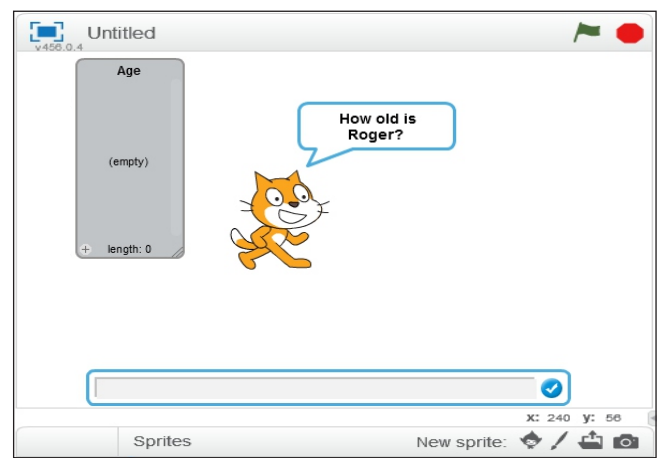 Untitled
v456.0.4
Age
(empty)
+ length: 0
How old is
Roger?
x: 240 y: 56
Sprites
New sprite: